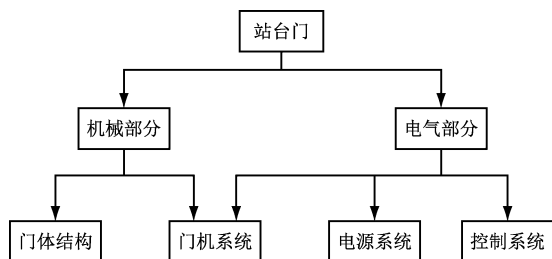 站台门
机械部分
电气部分
门体结构
门机系统
电源系统
控制系统